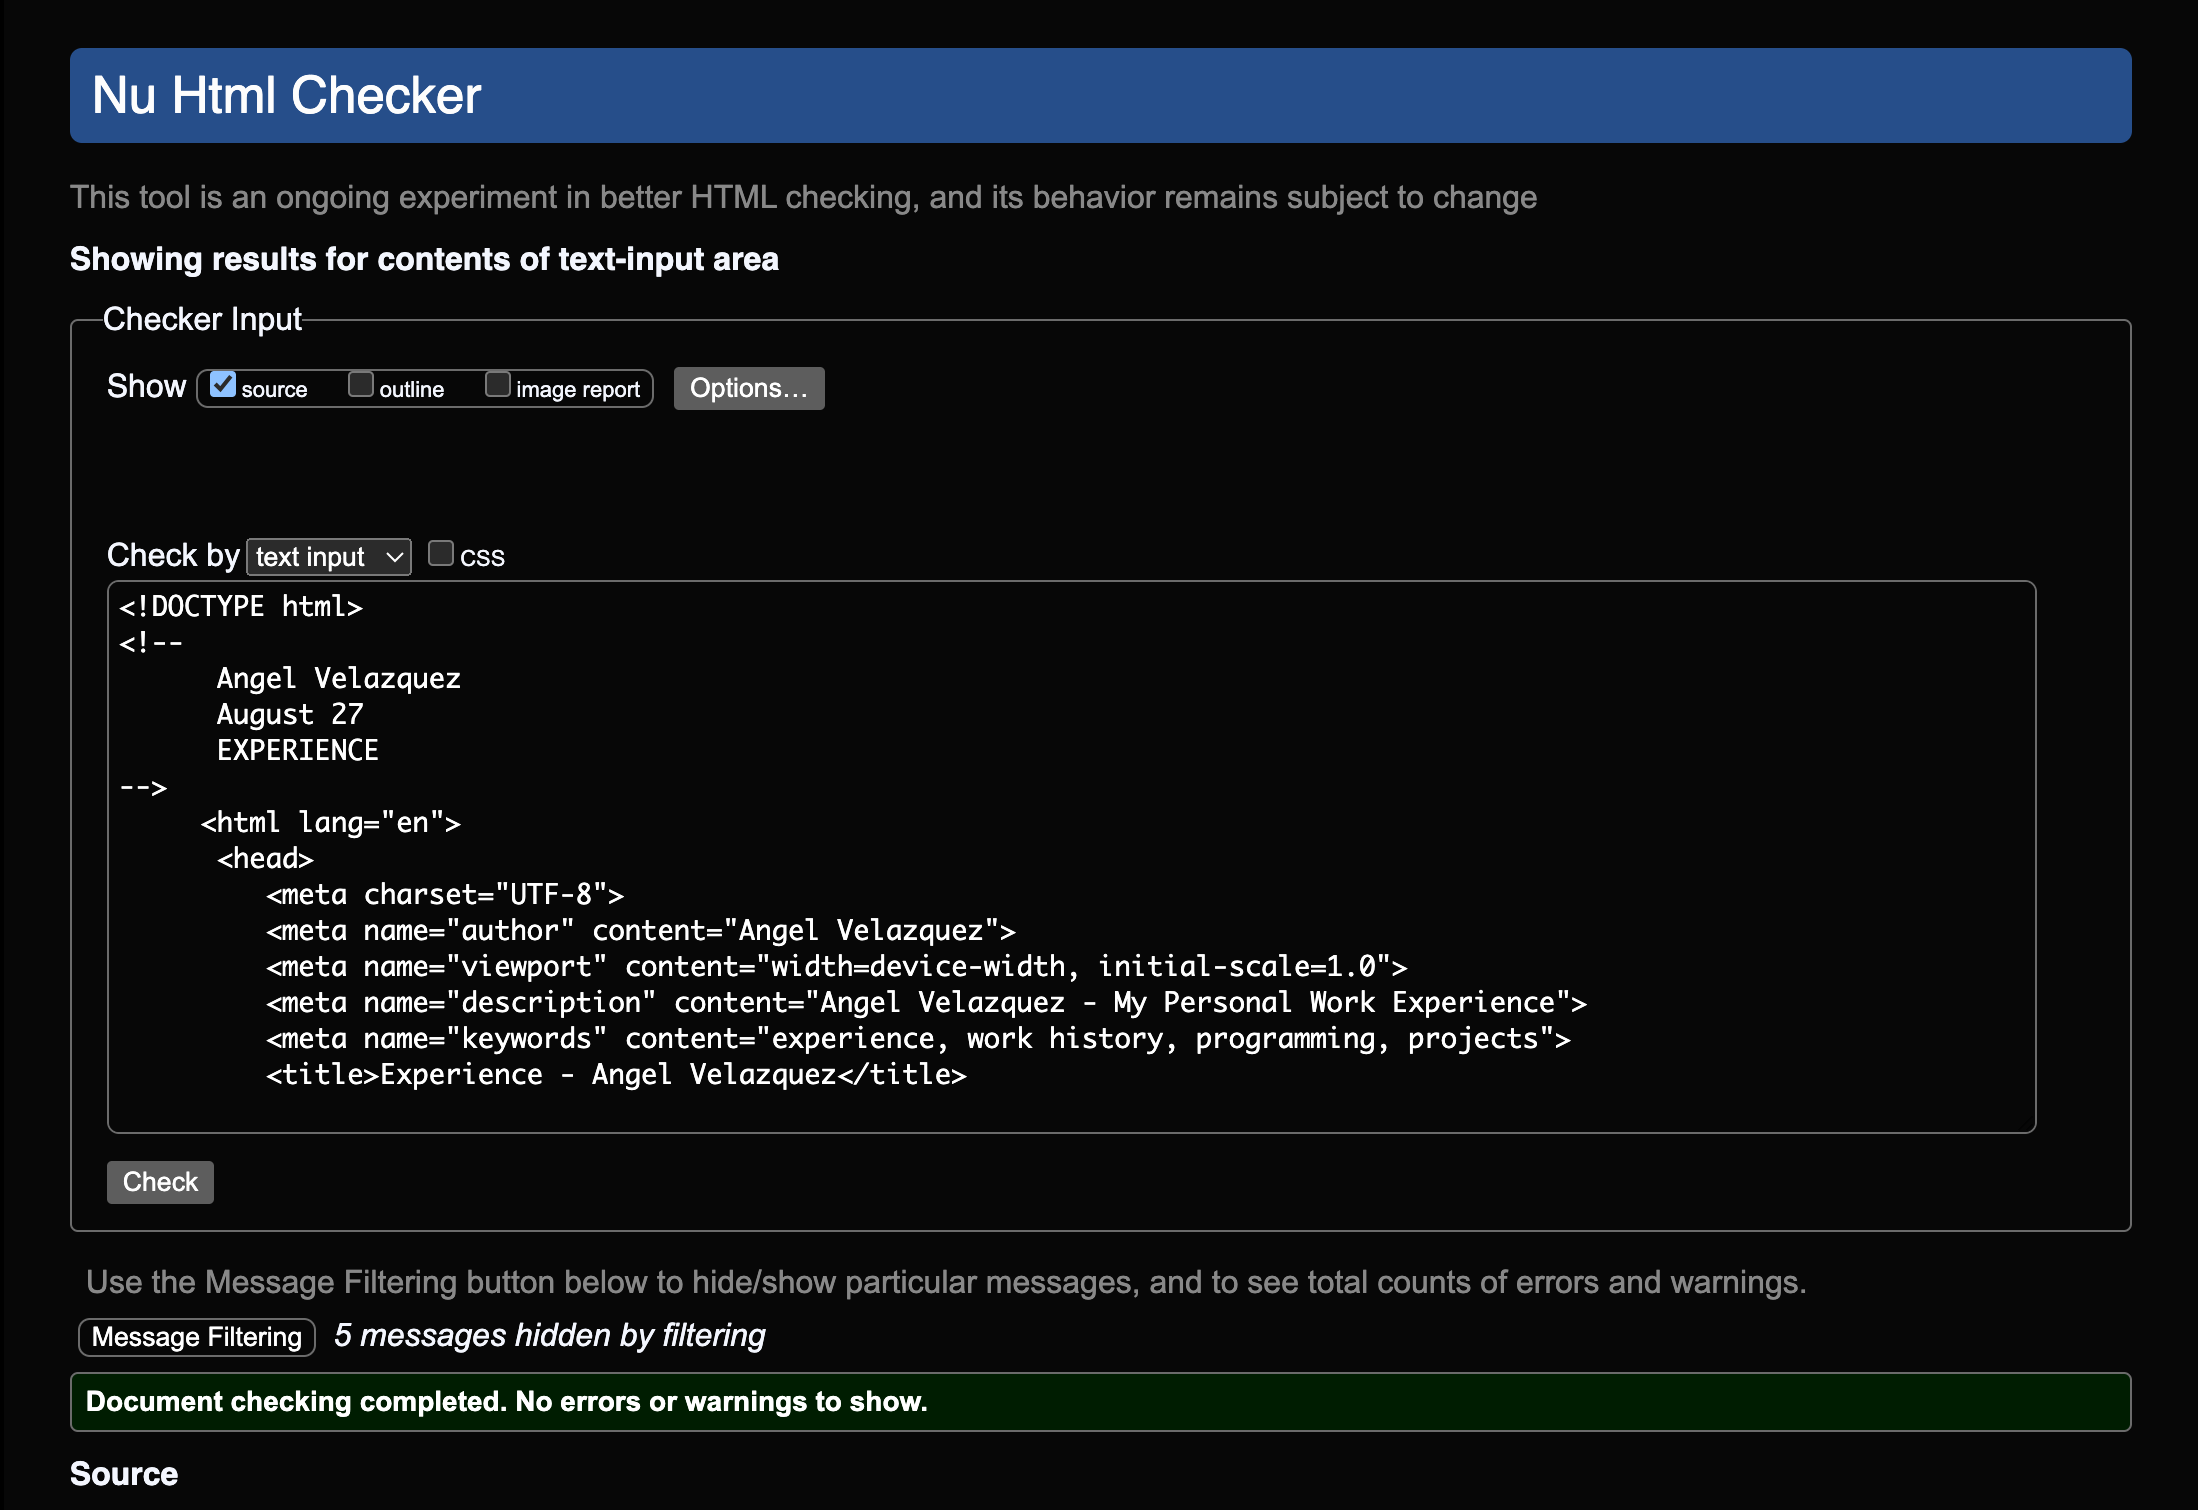 Nu Html Checker
This tool is an ongoing experiment in better HTML checking, and its behavior remains subject to change
Showing results for contents of text-input area
Checker Input
Show source outline image report Options...
Check by text input css
<!DOCTYPE html>
<!--
Angel Velazquez
August 27
EXPERIENCE
-->
<html lang="en">
<head>
<meta charset="UTF-8">
<meta name="author" content="Angel Velazquez">
<meta name="viewport" content="width=device-width, initial-scale=1.0">
<meta name="description" content="Angel Velazquez - My Personal Work Experience">
<meta name="keywords" content="experience, work history, programming, projects">
<title>Experience - Angel Velazquez</title>
Check
Use the Message Filtering button below to hide/show particular messages, and to see total counts of errors and warnings.
Message Filtering 5 messages hidden by filtering
Document checking completed. No errors or warnings to show.
Source